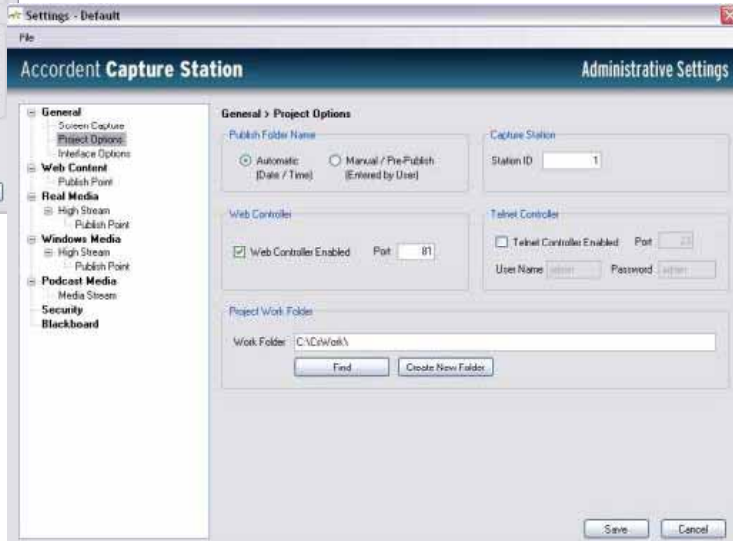 Settings - Default
File
Accordent Capture Station
Administrative Settings
General
Screen Capture
Project Options
Interface Options
Web Content
Publish Point
Real Media
High Stream
Publish Point
Windows Media
High Stream
Publish Point
Podcast Media
Media Stream
Security
Blackboard
General > Project Options
Publish Folder Name
Automatic
(Date / Time)
Manual / Pre-Publish
(Entered by User)
Capture Station
Station ID 1
Web Controller
Web Controller Enabled Port 81
Telnet Controller
Telnet Controller Enabled Port 23
User Name admin Password admin
Project Work Folder
Work Folder C:\CsWork\
Find
Create New Folder
Save
Cancel